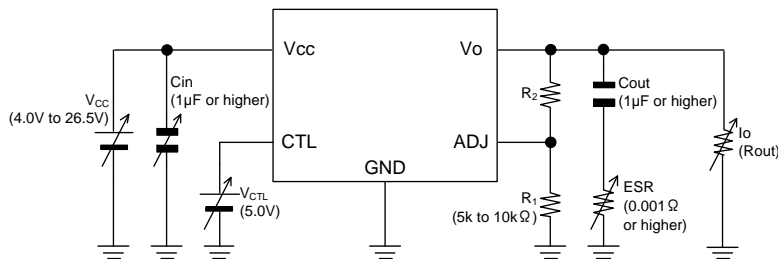 Vcc
Vo
Cin
(1µF or higher)
VCC
(4.0V to 26.5V)
R2
Cout
(1µF or higher)
CTL
ADJ
Io
(Rout)
GND
VCTL
(5.0V)
R1
(5k to 10kΩ)
ESR
(0.001Ω
or higher)